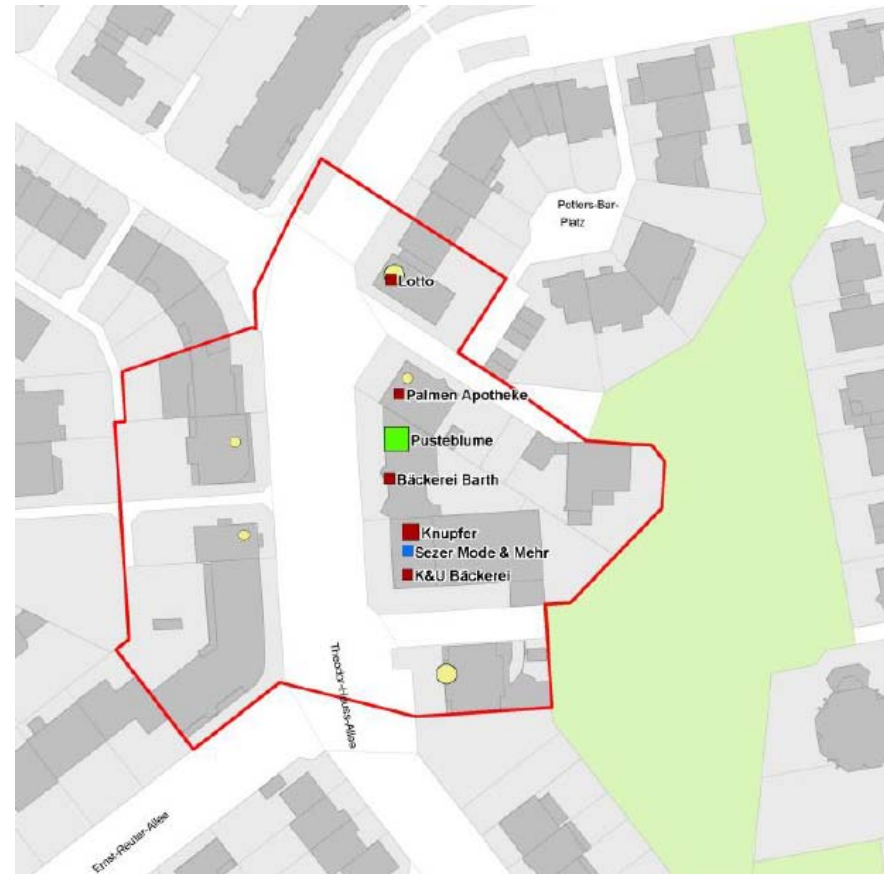 Potters-Bar-
Platz
Lotto
Palmen Apotheke
Pusteblume
Bäckerei Barth
Knupfer
Sezer Mode & Mehr
K&U Bäckerei
Theodor-Heuss-Allee
Ernst-Reuter-Allee